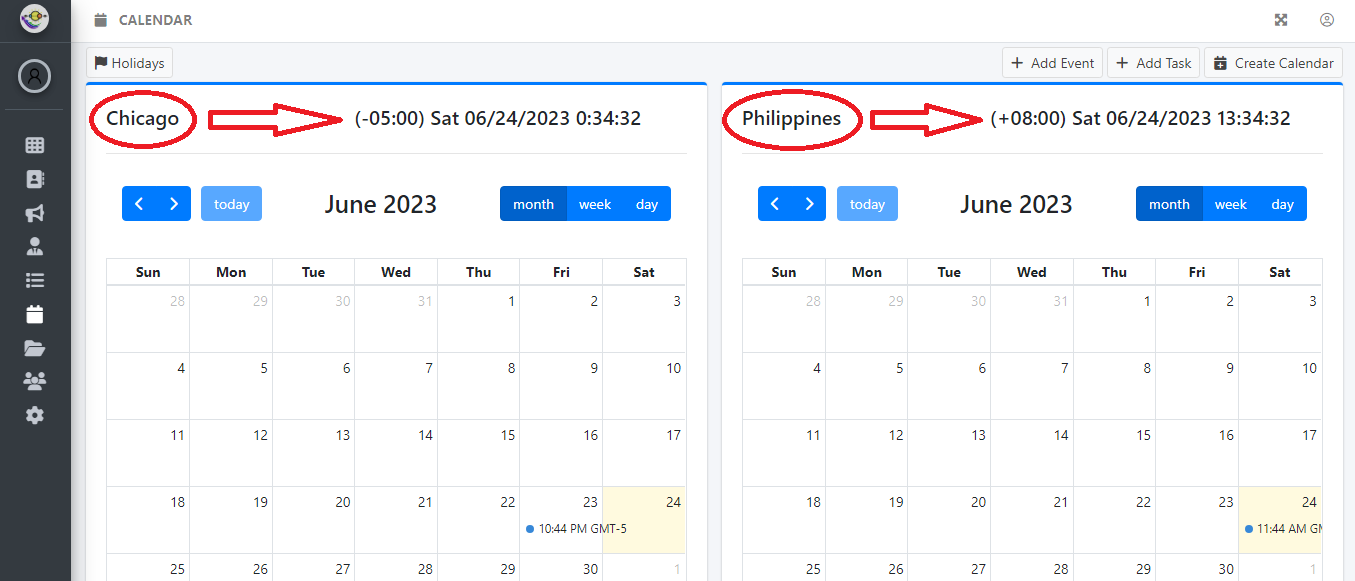 CALENDAR
Holidays
Add Event
Add Task
Create Calendar
Chicago
(-05:00) Sat 06/24/2023 0:34:32
today
June 2023
month week day
Sun Mon Tue Wed Thu Fri Sat
28 29 30 31 1 2 3
4 5 6 7 8 9 10
11 12 13 14 15 16 17
18 19 20 21 22 23 24
10:44 PM GMT-5
25 26 27 28 29 30 1
Philippines
(+08:00) Sat 06/24/2023 13:34:32
today
June 2023
month week day
Sun Mon Tue Wed Thu Fri Sat
28 29 30 31 1 2 3
4 5 6 7 8 9 10
11 12 13 14 15 16 17
18 19 20 21 22 23 24
11:44 AM GM
25 26 27 28 29 30 1